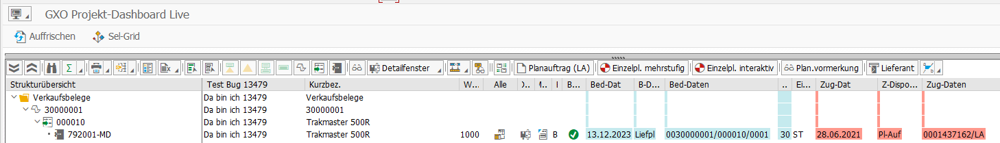 GXO Projekt-Dashboard Live
Auffrischen Sel-Grid
Detailfenster Planauftrag (LA) Einzelpl. mehrstufig Einzelpl. interaktiv Plan.vormerkung Lieferant
Strukturübersicht Test Bug 13479 Kurzbez. W... Alle M... I B... Bed-Dat B-D... Bed-Daten .. Ei... Zug-Dat Z-Dispo... Zug-Daten
Verkaufsbelege Da bin ich 13479 Verkaufsbelege
30000001 Da bin ich 13479 30000001
000010 Da bin ich 13479 Trakmaster 500R
792001-MD Da bin ich 13479 Trakmaster 500R 1000 B 13.12.2023 Liefpl 0030000001/000010/0001 30 ST 28.06.2021 Pl-Auf 0001437162/LA